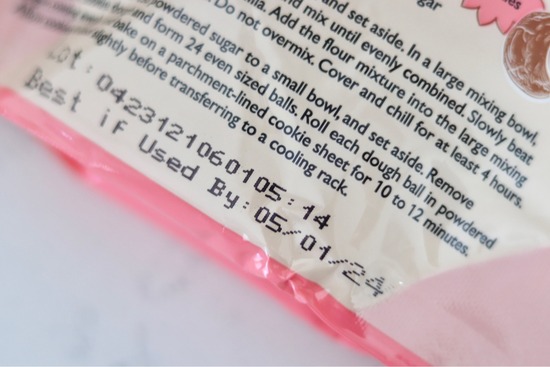 sugar
set aside. In a large mixing bowl,
mix until evenly combined. Slowly beat
Add the flour mixture into the large mixing
Do not overmix. Cover and chill for at least 4 hours.
powdered sugar to a small bowl, and set aside. Remove
and form 24 even sized balls. Roll each dough ball in powdered
bake on a parchment-lined cookie sheet for 10 to 12 minutes.
before transferring to a cooling rack.
Lot: 0423121060105:14
Best if Used By:05/01/24